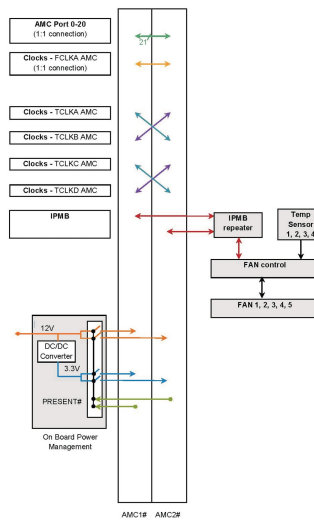 AMC Port 0-20
(1:1 connection)
21
Clocks - FCLKA AMC
(1:1 connection)
Clocks - TCLKA AMC
Clocks - TCLKB AMC
Clocks - TCLKC AMC
Clocks - TCLKD AMC
IPMB
IPMB
repeater
Temp
Sensor
1, 2, 3, 4
FAN control
FAN 1, 2, 3, 4, 5
12V
DC/DC
Converter
3.3V
PRESENT#
On Board Power
Management
AMC1# AMC2#